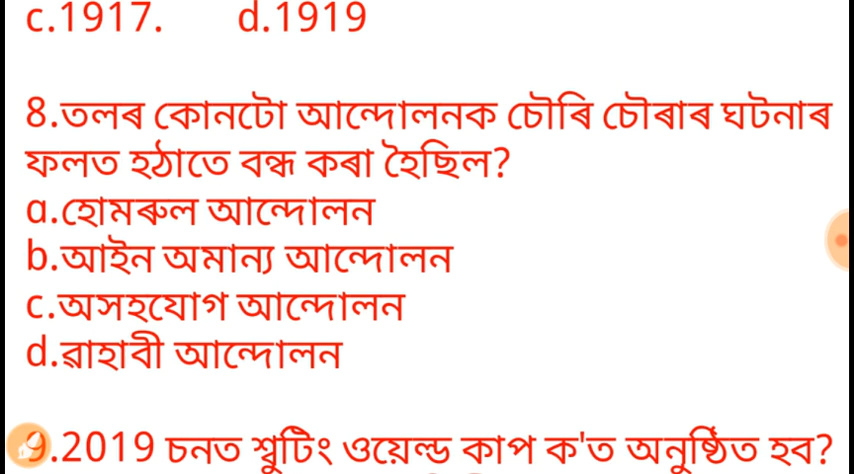 c.1917. d.1919
8.তলৰ কোনটো আন্দোলনক চৌৰি চৌৰাৰ ঘটনাৰ
ফলত হঠাতে বন্ধ কৰা হৈছিল?
a.হোমৰুল আন্দোলন
b.আইন অমান্য আন্দোলন
c.অসহযোগ আন্দোলন
d.ৱাহাবী আন্দোলন
9.2019 চনত শ্বুটিং ওয়েল্ড কাপ ক'ত অনুষ্ঠিত হব?